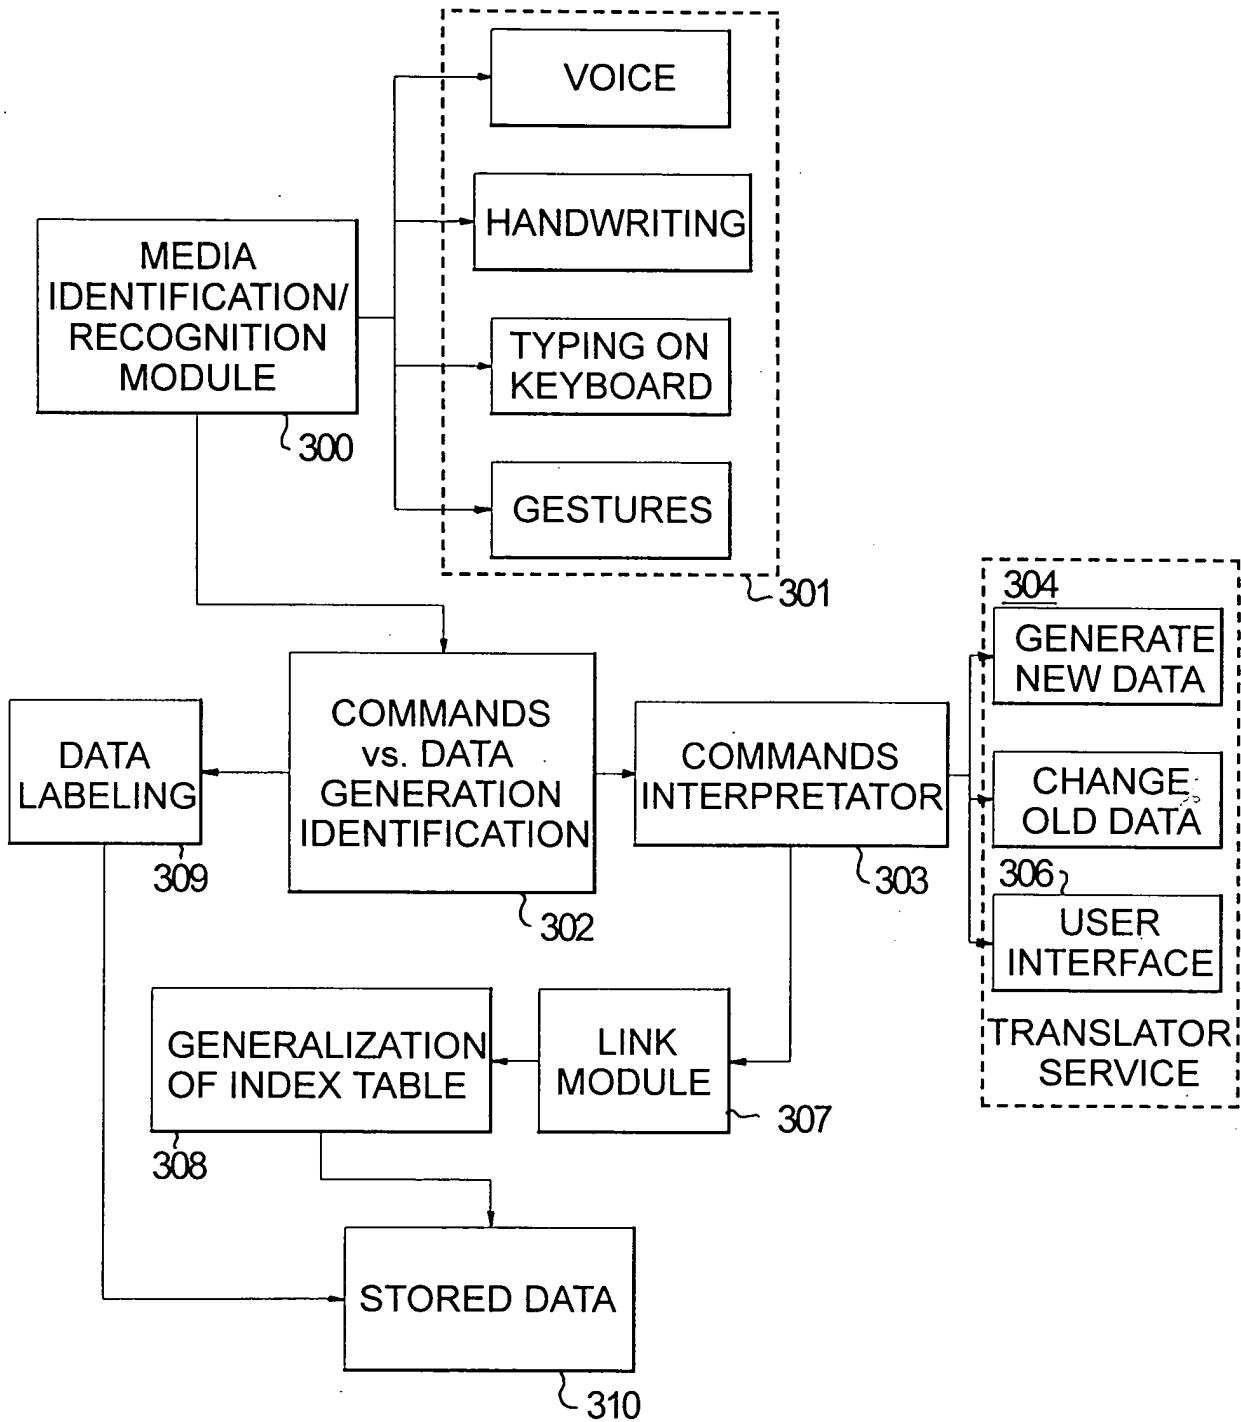 VOICE
HANDWRITING
TYPING ON
KEYBOARD
GESTURES
301
MEDIA
IDENTIFICATION/
RECOGNITION
MODULE
300
COMMANDS
vs. DATA
GENERATION
IDENTIFICATION
302
DATA
LABELING
309
COMMANDS
INTERPRETATOR
303
304
GENERATE
NEW DATA
CHANGE
OLD DATA
306
USER
INTERFACE
TRANSLATOR
SERVICE
LINK
MODULE
307
GENERALIZATION
OF INDEX TABLE
308
STORED DATA
310